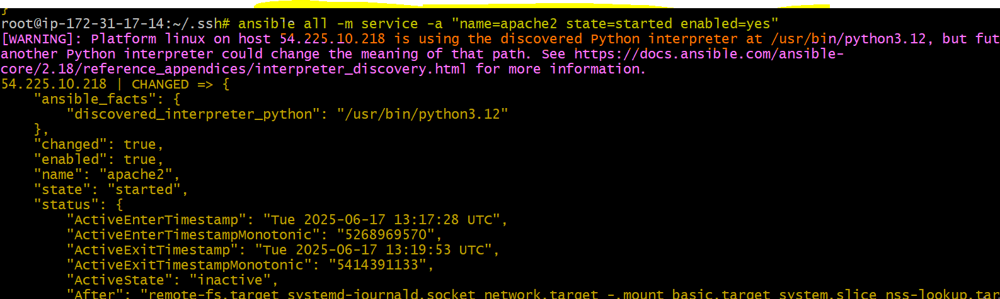 }
root@ip-172-31-17-14:~/.ssh# ansible all -m service -a "name=apache2 state=started enabled=yes"
[WARNING]: Platform linux on host 54.225.10.218 is using the discovered Python interpreter at /usr/bin/python3.12, but fut
another Python interpreter could change the meaning of that path. See https://docs.ansible.com/ansible-
core/2.18/reference_appendices/interpreter_discovery.html for more information.
54.225.10.218 | CHANGED => {
    "ansible_facts": {
        "discovered_interpreter_python": "/usr/bin/python3.12"
    },
    "changed": true,
    "enabled": true,
    "name": "apache2",
    "state": "started",
    "status": {
        "ActiveEnterTimestamp": "Tue 2025-06-17 13:17:28 UTC",
        "ActiveEnterTimestampMonotonic": "5268969570",
        "ActiveExitTimestamp": "Tue 2025-06-17 13:19:53 UTC",
        "ActiveExitTimestampMonotonic": "5414391133",
        "ActiveState": "inactive",
        "After": "remote-fs.target systemd-journald.socket network.target -.mount basic.target system.slice nss-lookup.tar